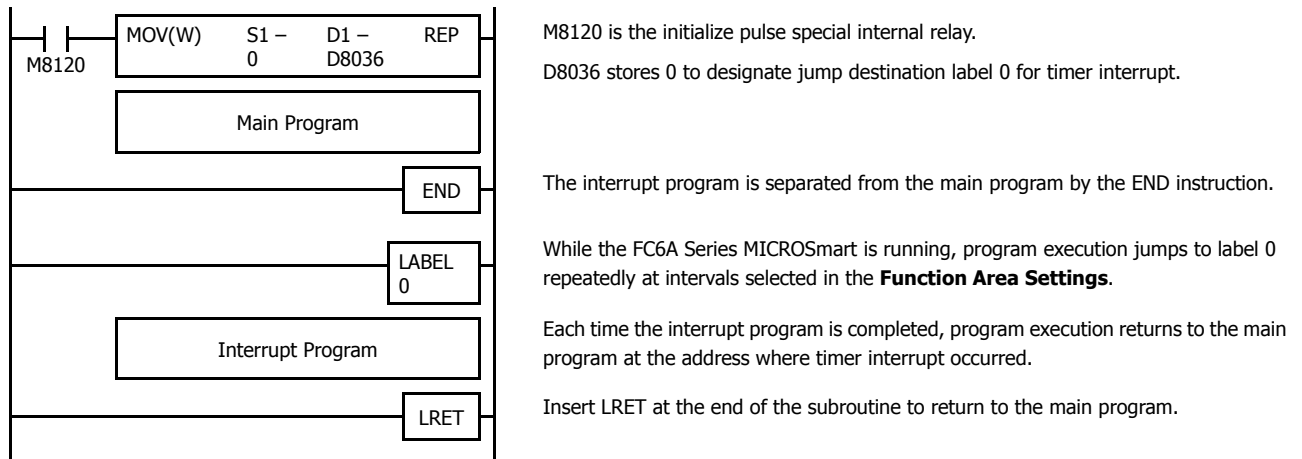 M8120
MOV(W) S1 – D1 – REP
0 D8036
M8120 is the initialize pulse special internal relay.
D8036 stores 0 to designate jump destination label 0 for timer interrupt.
Main Program
END
The interrupt program is separated from the main program by the END instruction.
LABEL
0
While the FC6A Series MICROSmart is running, program execution jumps to label 0
repeatedly at intervals selected in the Function Area Settings.
Interrupt Program
Each time the interrupt program is completed, program execution returns to the main
program at the address where timer interrupt occurred.
LRET
Insert LRET at the end of the subroutine to return to the main program.